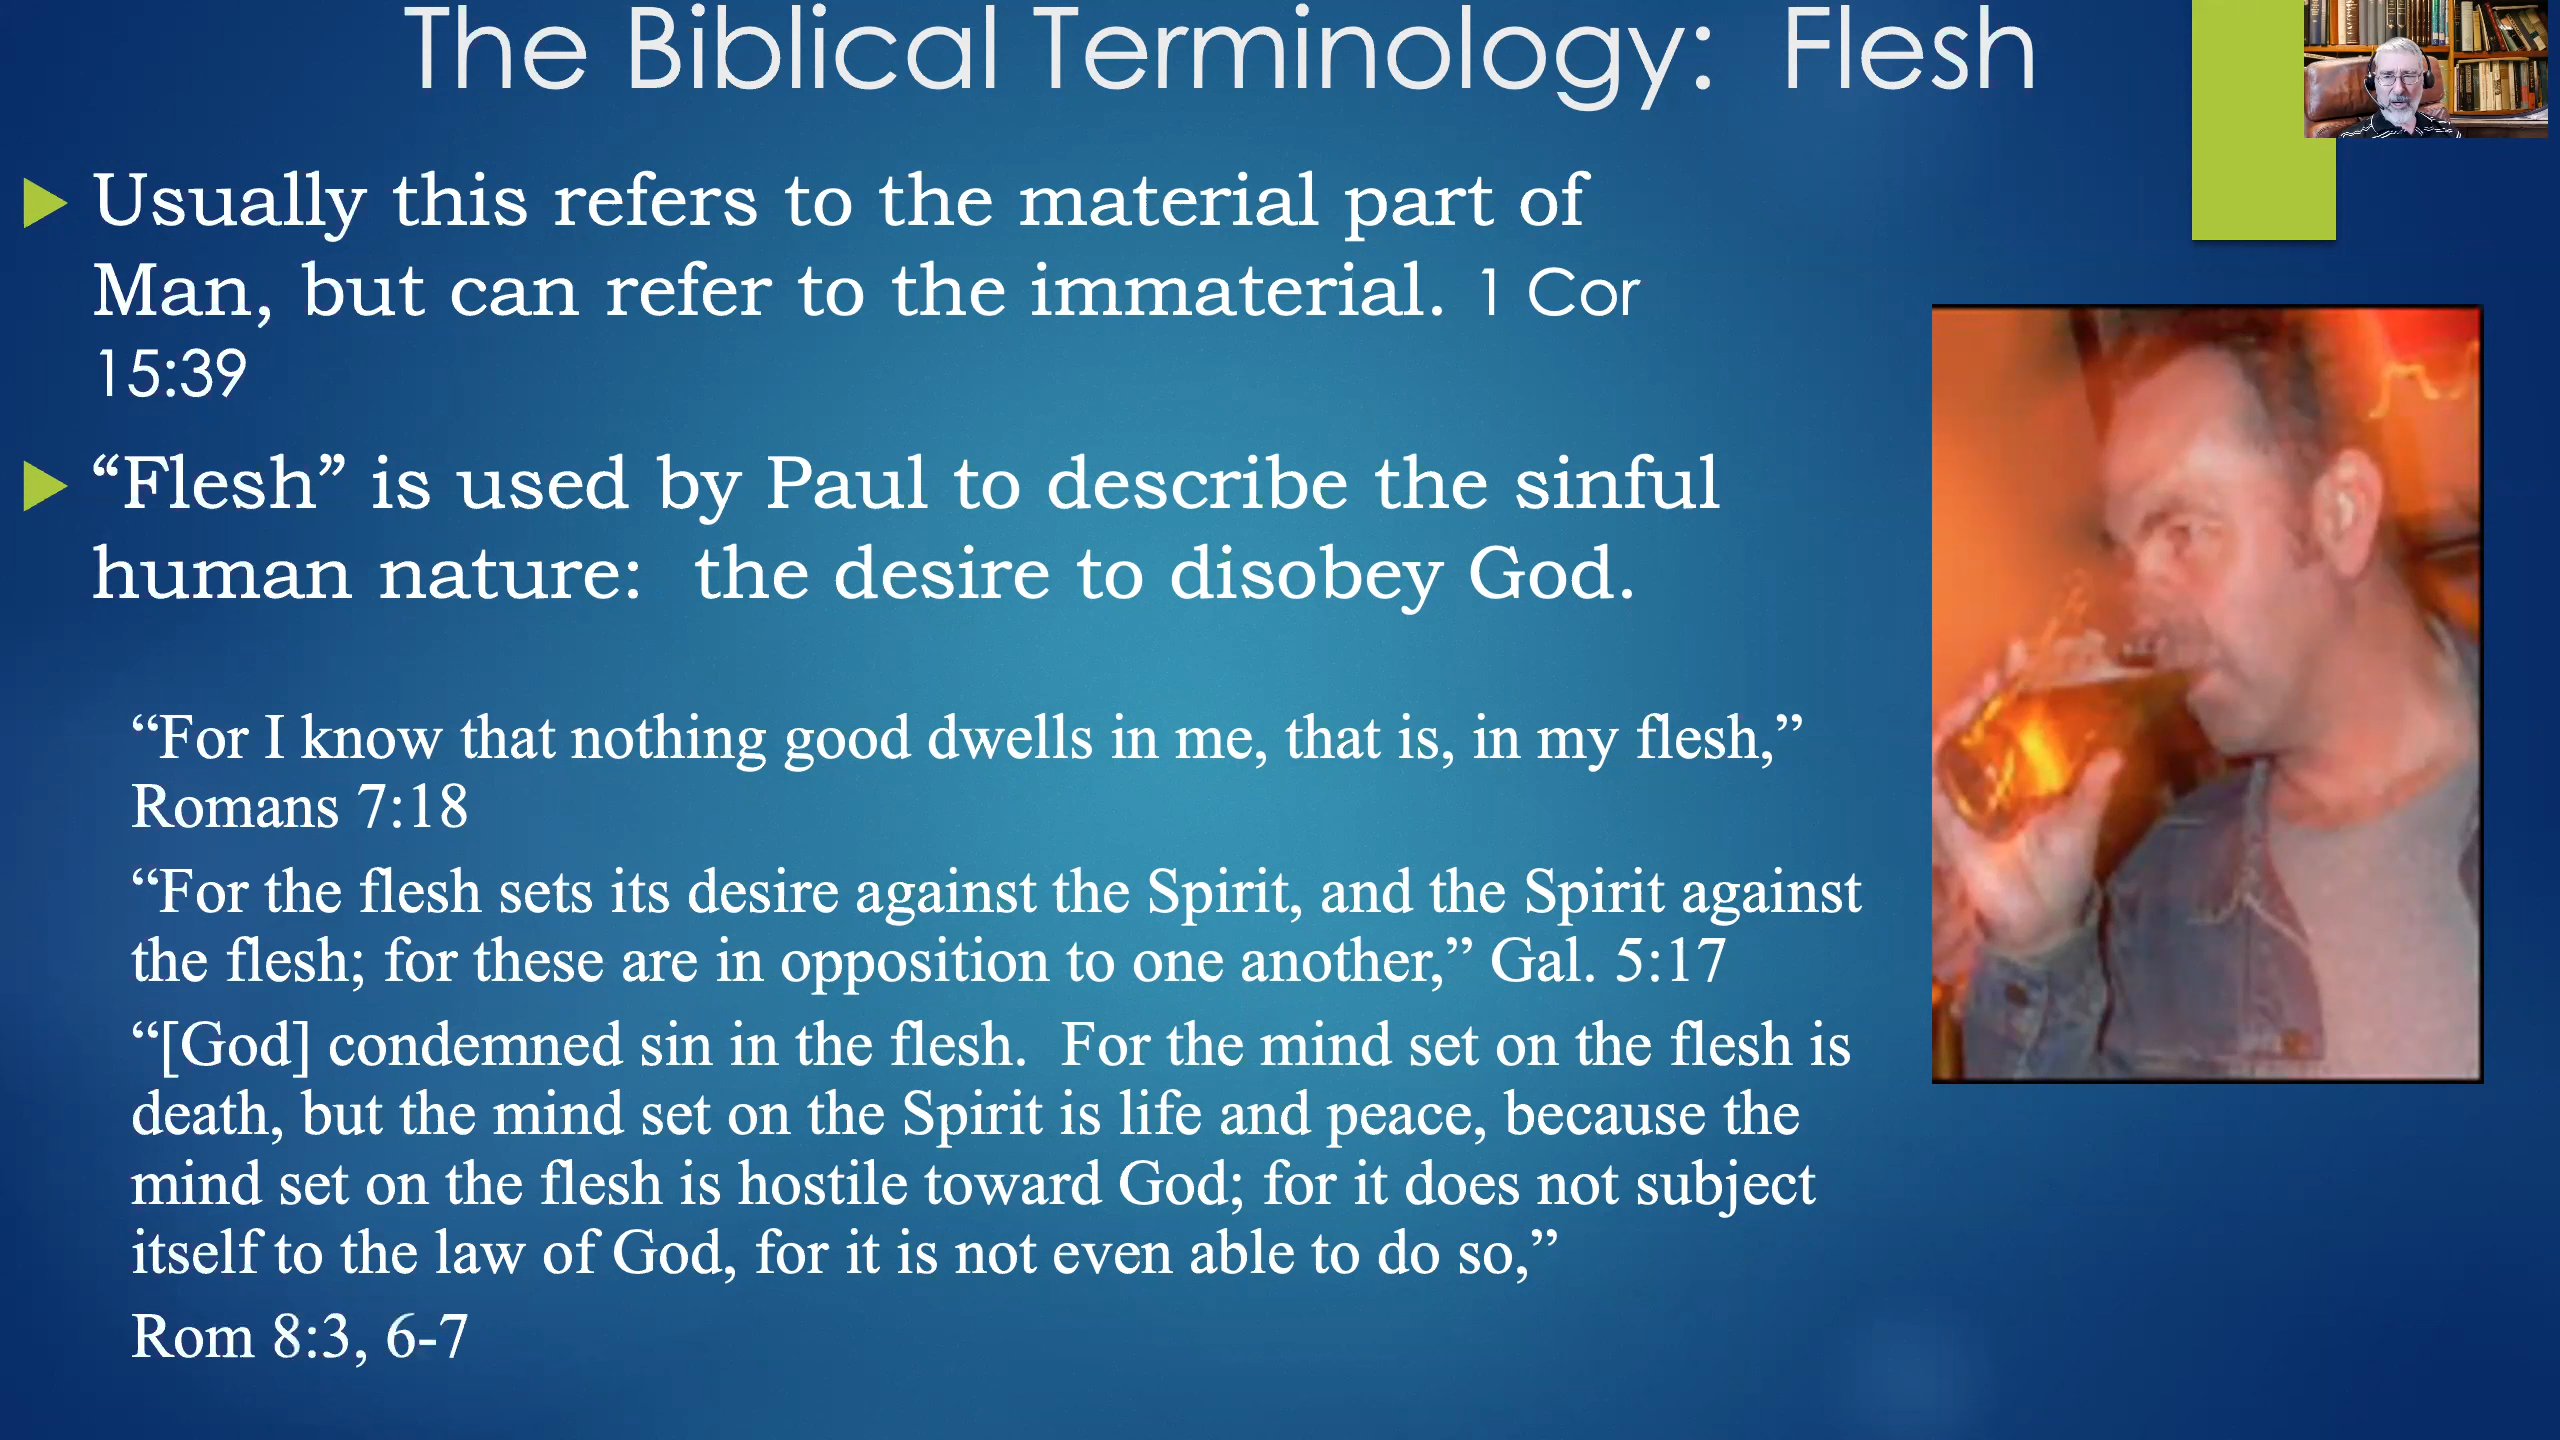 The Biblical Terminology:  Flesh
Usually this refers to the material part of
Man, but can refer to the immaterial. 1 Cor
15:39
“Flesh” is used by Paul to describe the sinful
human nature:  the desire to disobey God.
“For I know that nothing good dwells in me, that is, in my flesh,”
Romans 7:18
“For the flesh sets its desire against the Spirit, and the Spirit against
the flesh; for these are in opposition to one another,” Gal. 5:17
“[God] condemned sin in the flesh.  For the mind set on the flesh is
death, but the mind set on the Spirit is life and peace, because the
mind set on the flesh is hostile toward God; for it does not subject
itself to the law of God, for it is not even able to do so,”
Rom 8:3, 6-7